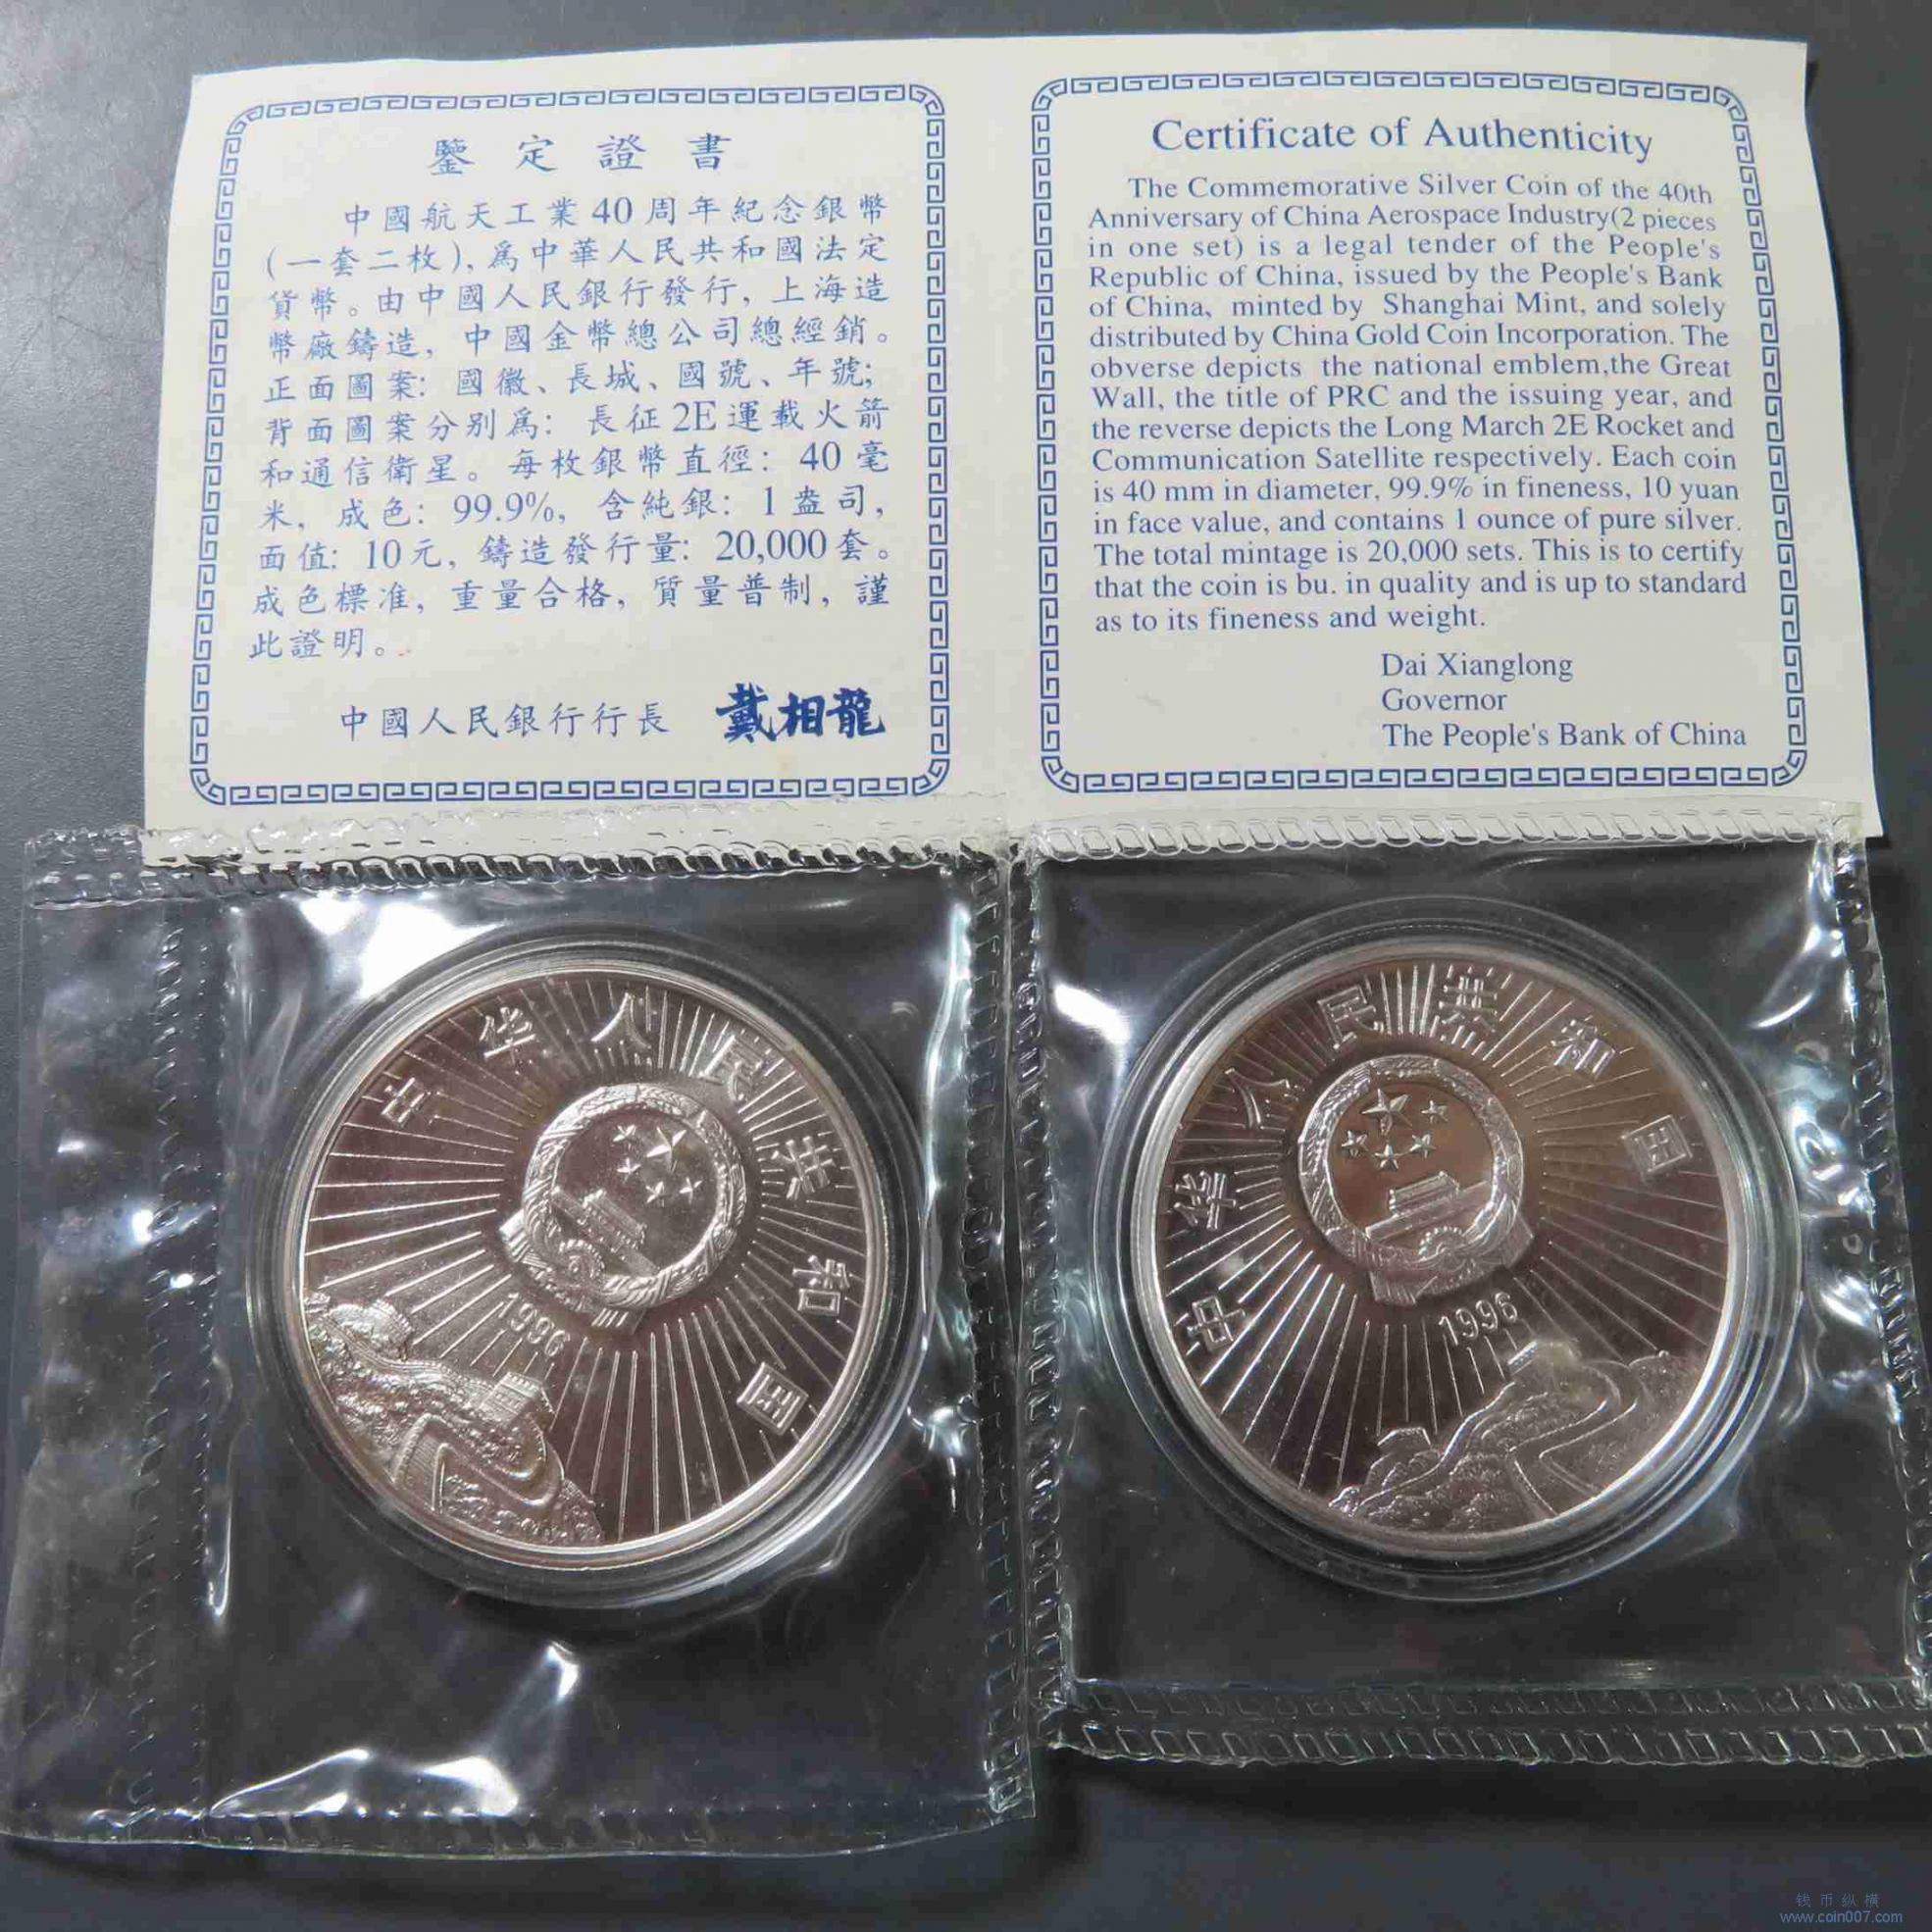 鑒定證書
中國航天工業40周年紀念銀幣
(一套二枚),爲中華人民共和國法定
貨幣。由中國人民銀行發行,上海造
幣廠鑄造,中國金幣總公司總經銷。
正面圖案:國徽、長城、國號、年號;
背面圖案分别爲:長征2E運載火箭
和通信衛星。每枚銀幣直徑:40毫
米,成色:99.9%,含純銀:1盎司,
面值:10元,鑄造發行量:20,000套。
成色標准,重量合格,質量普制,謹
此證明。
中國人民銀行行長 戴相龍
Certificate of Authenticity
The Commemorative Silver Coin of the 40th
Anniversary of China Aerospace Industry(2 pieces
in one set) is a legal tender of the People's
Republic of China, issued by the People's Bank
of China、 minted by Shanghai Mint, and solely
distributed by China Gold Coin Incorporation. The
obverse depicts the national emblem,the Great
Wall, the title of PRC and the issuing year, and
the reverse depicts the Long March 2E Rocket and
Communication Satellite respectively. Each coin
is 40 mm in diameter, 99.9% in fineness, 10 yuan
in face value, and contains 1 ounce of pure silver.
The total mintage is 20,000 sets. This is to certify
that the coin is bu. in quality and is up to standard
as to its fineness and weight.
Dai Xianglong
Governor
The People's Bank of China
中华人民共和国
1996
中华人民共和国
1996
钱币纵横
www.coin007.com